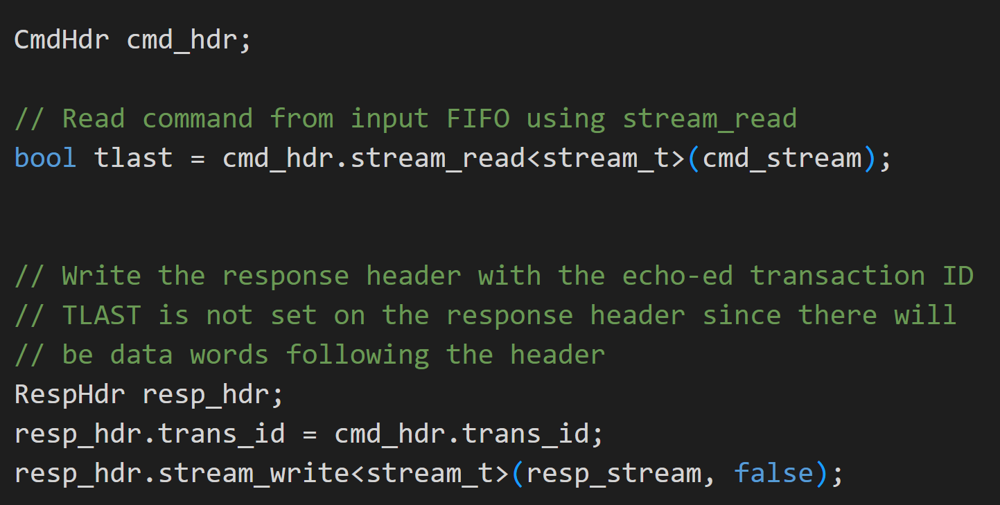 CmdHdr cmd_hdr;
// Read command from input FIFO using stream_read
bool tlast = cmd_hdr.stream_read<stream_t>(cmd_stream);
// Write the response header with the echo-ed transaction ID
// TLAST is not set on the response header since there will
// be data words following the header
RespHdr resp_hdr;
resp_hdr.trans_id = cmd_hdr.trans_id;
resp_hdr.stream_write<stream_t>(resp_stream, false);